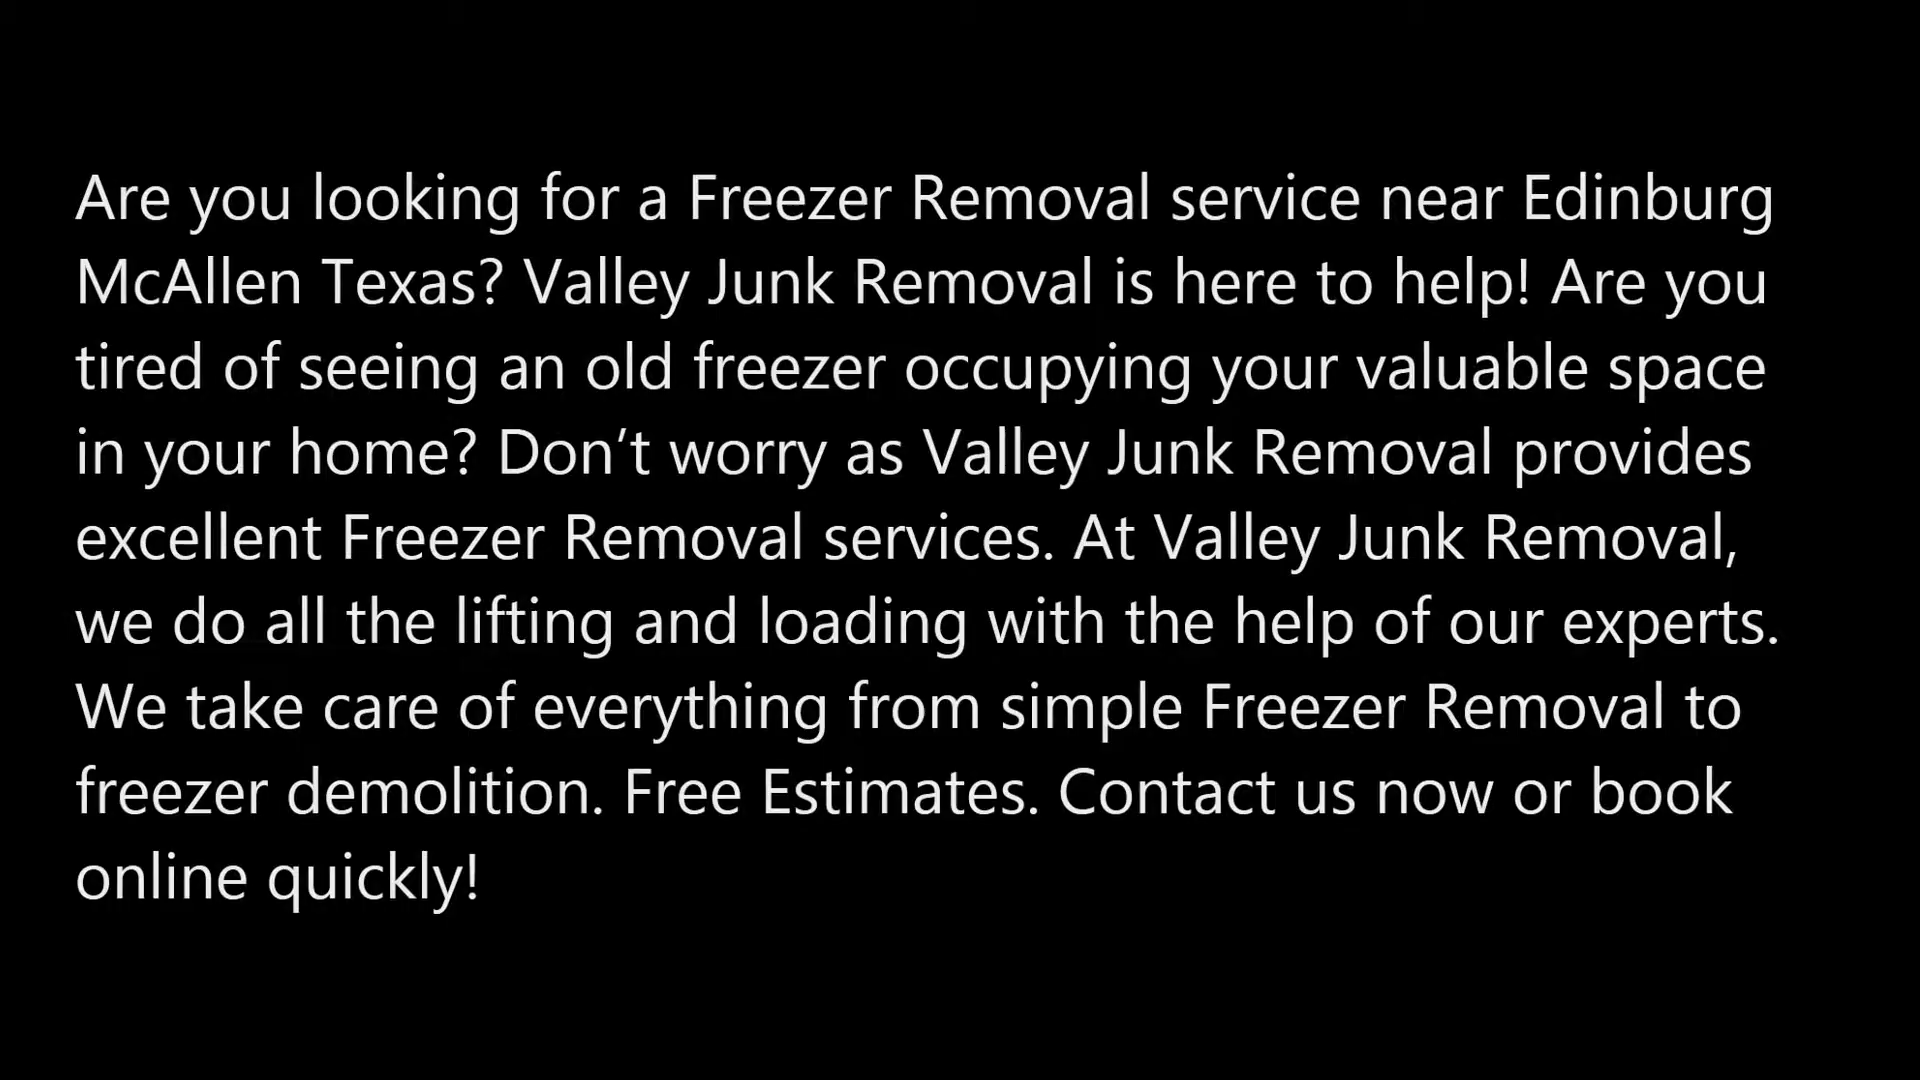 Are you looking for a Freezer Removal service near Edinburg
McAllen Texas? Valley Junk Removal is here to help! Are you
tired of seeing an old freezer occupying your valuable space
in your home? Don’t worry as Valley Junk Removal provides
excellent Freezer Removal services. At Valley Junk Removal,
we do all the lifting and loading with the help of our experts.
We take care of everything from simple Freezer Removal to
freezer demolition. Free Estimates. Contact us now or book
online quickly!